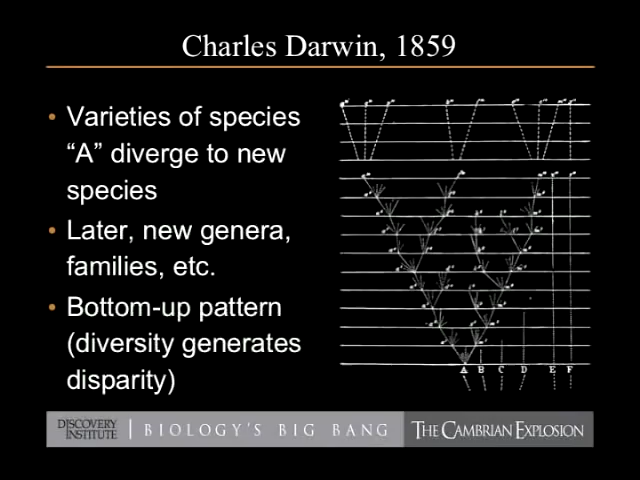 Charles Darwin, 1859
• Varieties of species
“A” diverge to new
species
• Later, new genera,
families, etc.
• Bottom-up pattern
(diversity generates
disparity)
A B C D E F
DISCOVERY
INSTITUTE
BIOLOGY'S BIG BANG
THE CAMBRIAN EXPLOSION